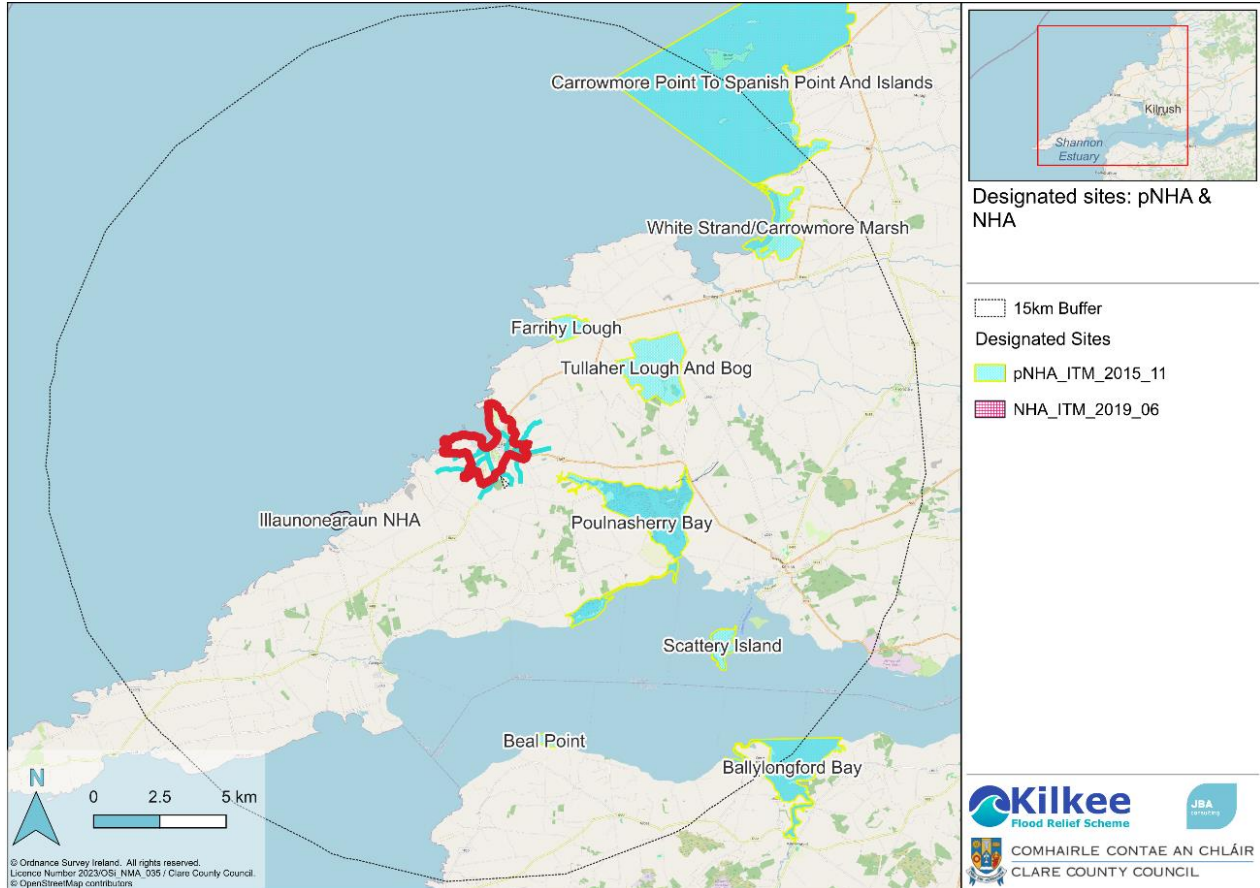 Carrowmore Point To Spanish Point And Islands
White Strand/Carrowmore Marsh
Farrihy Lough
Tullaher Lough And Bog
Illaunonearaun NHA
Poulnasherry Bay
Scattery Island
Beal Point
Ballylongford Bay
N
0 2.5 5 km
© Ordnance Survey Ireland. All rights reserved.
Licence Number 2023/OSi_NMA_035 / Clare County Council.
© OpenStreetMap contributors
Kilrush
Shannon
Estuary
Designated sites: pNHA &
NHA
15km Buffer
Designated Sites
pNHA_ITM_2015_11
NHA_ITM_2019_06
Kilkee
Flood Relief Scheme
JBA
consulting
COMHAIRLE CONTAE AN CHLÁIR
CLARE COUNTY COUNCIL